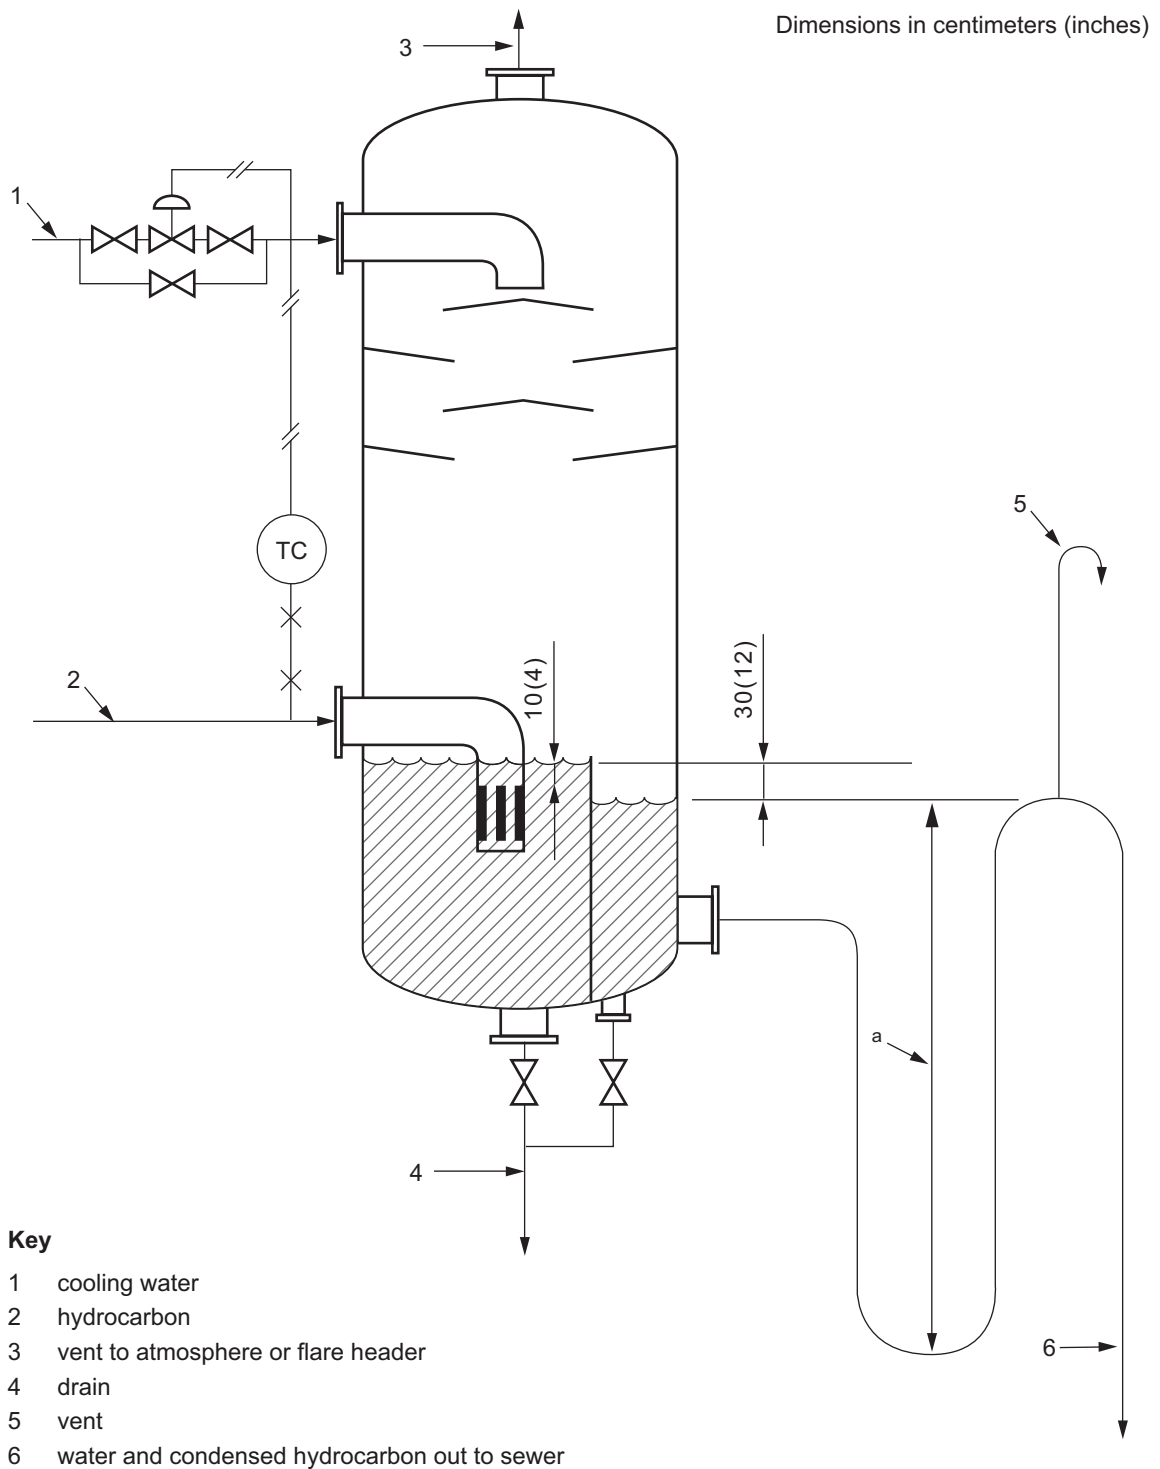 Dimensions in centimeters (inches)
3
1
TC
5
2
10(4)
30(12)
a
4
6
Key
1 cooling water
2 hydrocarbon
3 vent to atmosphere or flare header
4 drain
5 vent
6 water and condensed hydrocarbon out to sewer